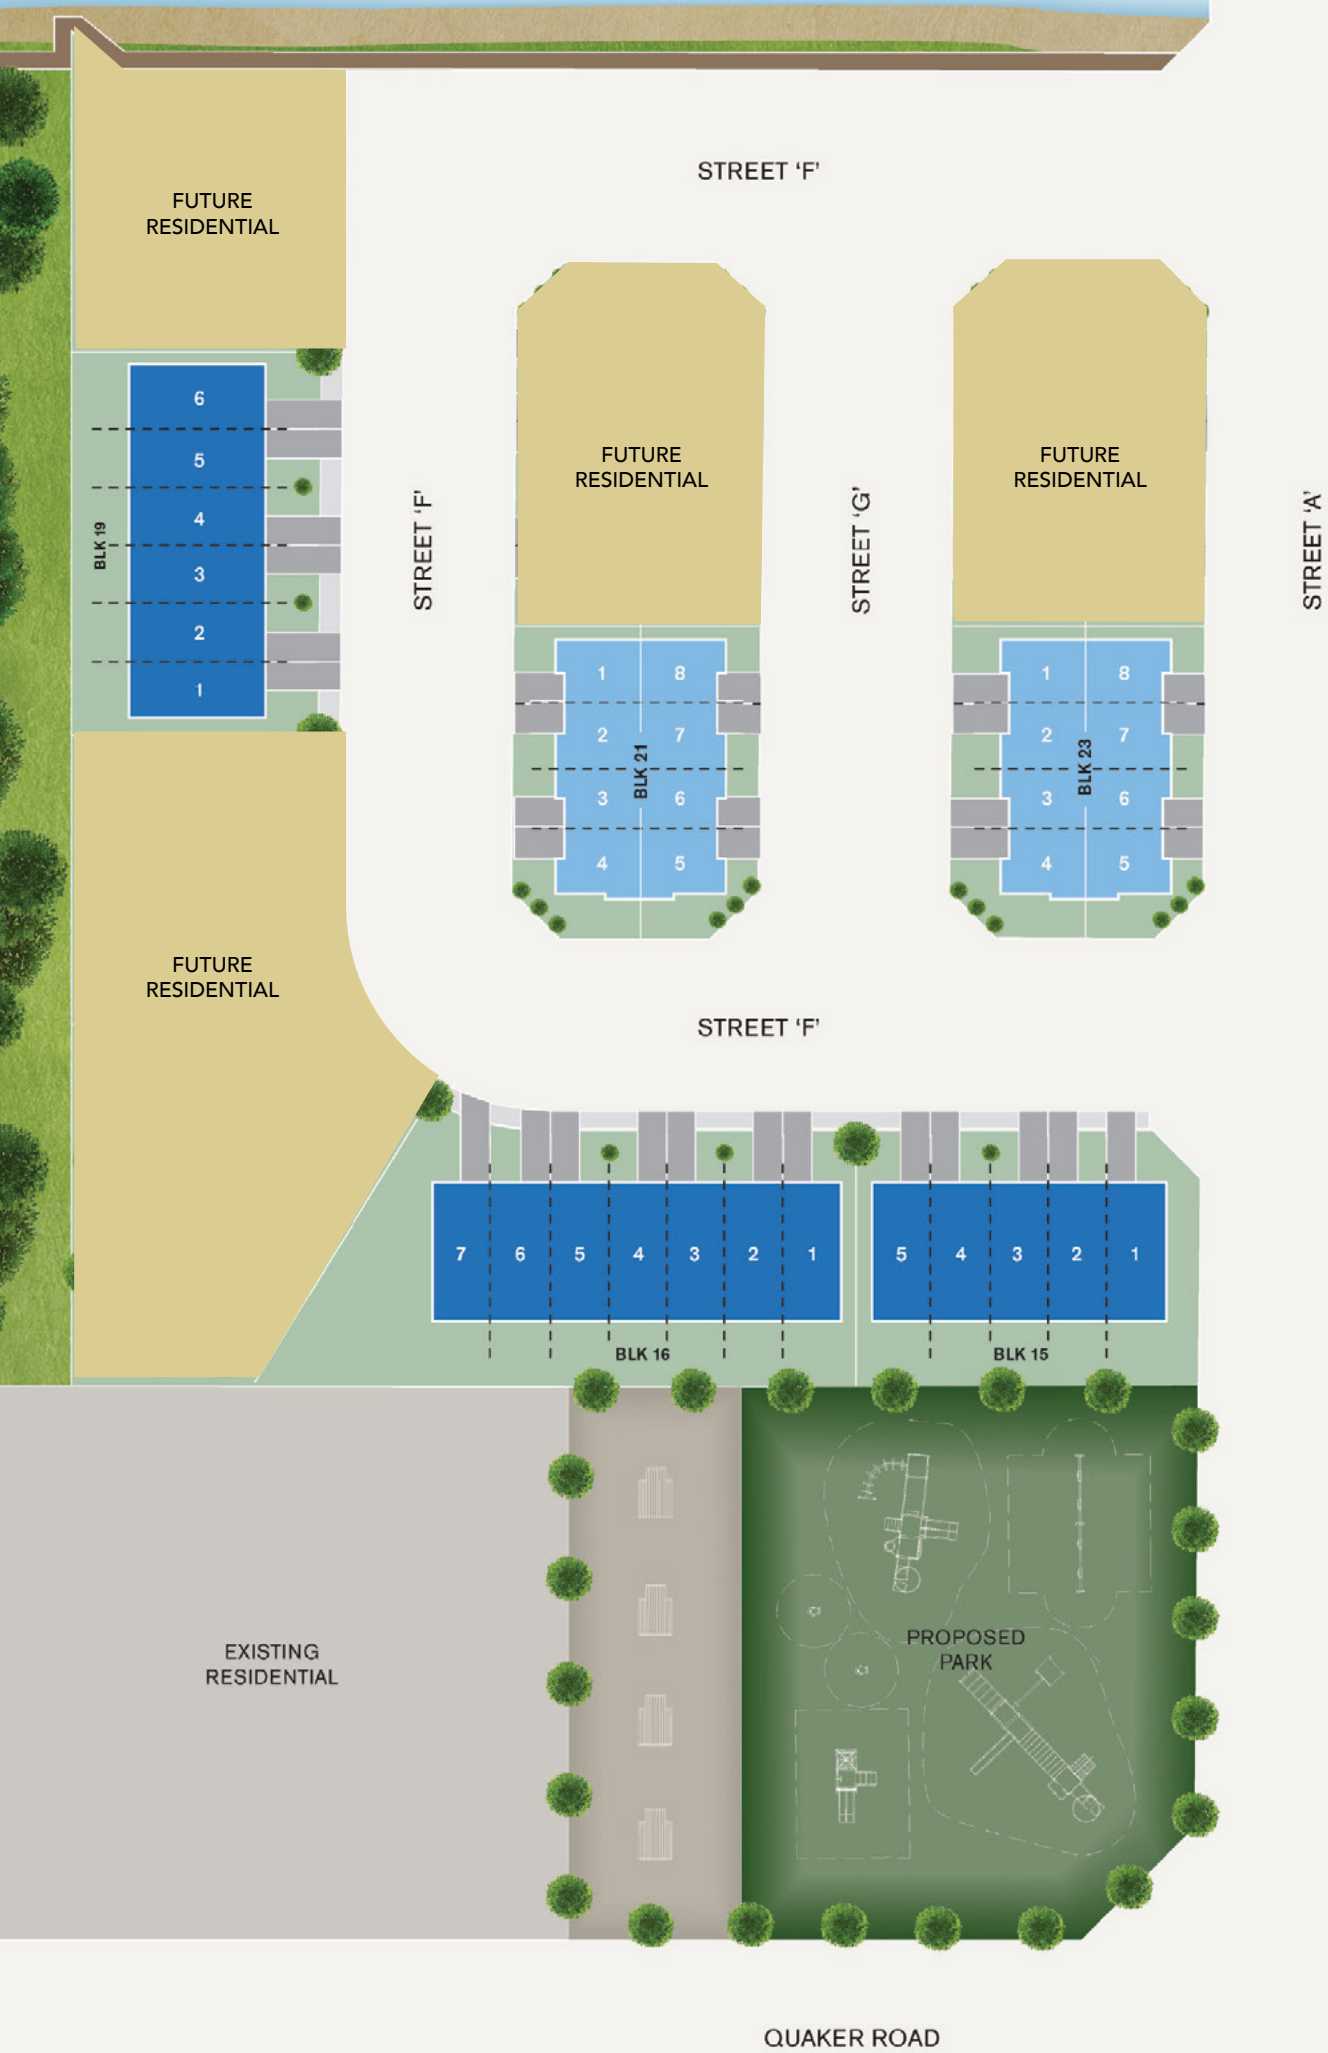 STREET ‘F’
FUTURE
RESIDENTIAL
FUTURE
RESIDENTIAL
FUTURE
RESIDENTIAL
STREET ‘F’
STREET ‘G’
STREET ‘A’
6
5
4
3
2
1
BLK 19
1
8
2
7
3
6
4
5
BLK 21
1
8
2
7
3
6
4
5
BLK 23
FUTURE
RESIDENTIAL
STREET ‘F’
7 6 5 4 3 2 1
BLK 16
5 4 3 2 1
BLK 15
EXISTING
RESIDENTIAL
PROPOSED
PARK
QUAKER ROAD